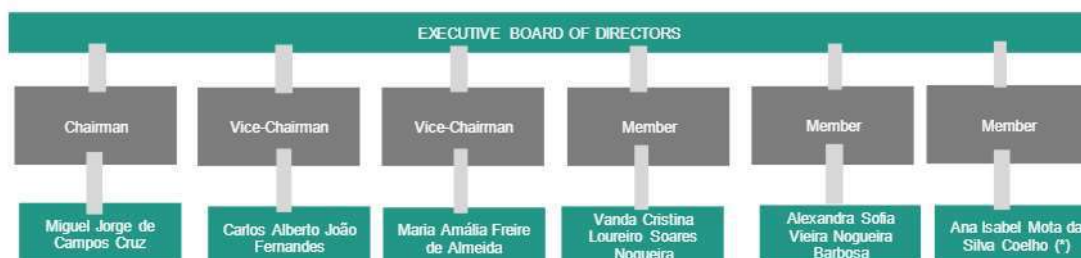 EXECUTIVE BOARD OF DIRECTORS
Chairman
Vice-Chairman
Vice-Chairman
Member
Member
Member
Miguel Jorge de
Campos Cruz
Carlos Alberto João
Fernandes
Maria Amália Freire
de Almeida
Vanda Cristina
Loureiro Soares
Nogueira
Alexandra Sofia
Vieira Nogueira
Barbosa
Ana Isabel Mota da
Silva Coelho (*)